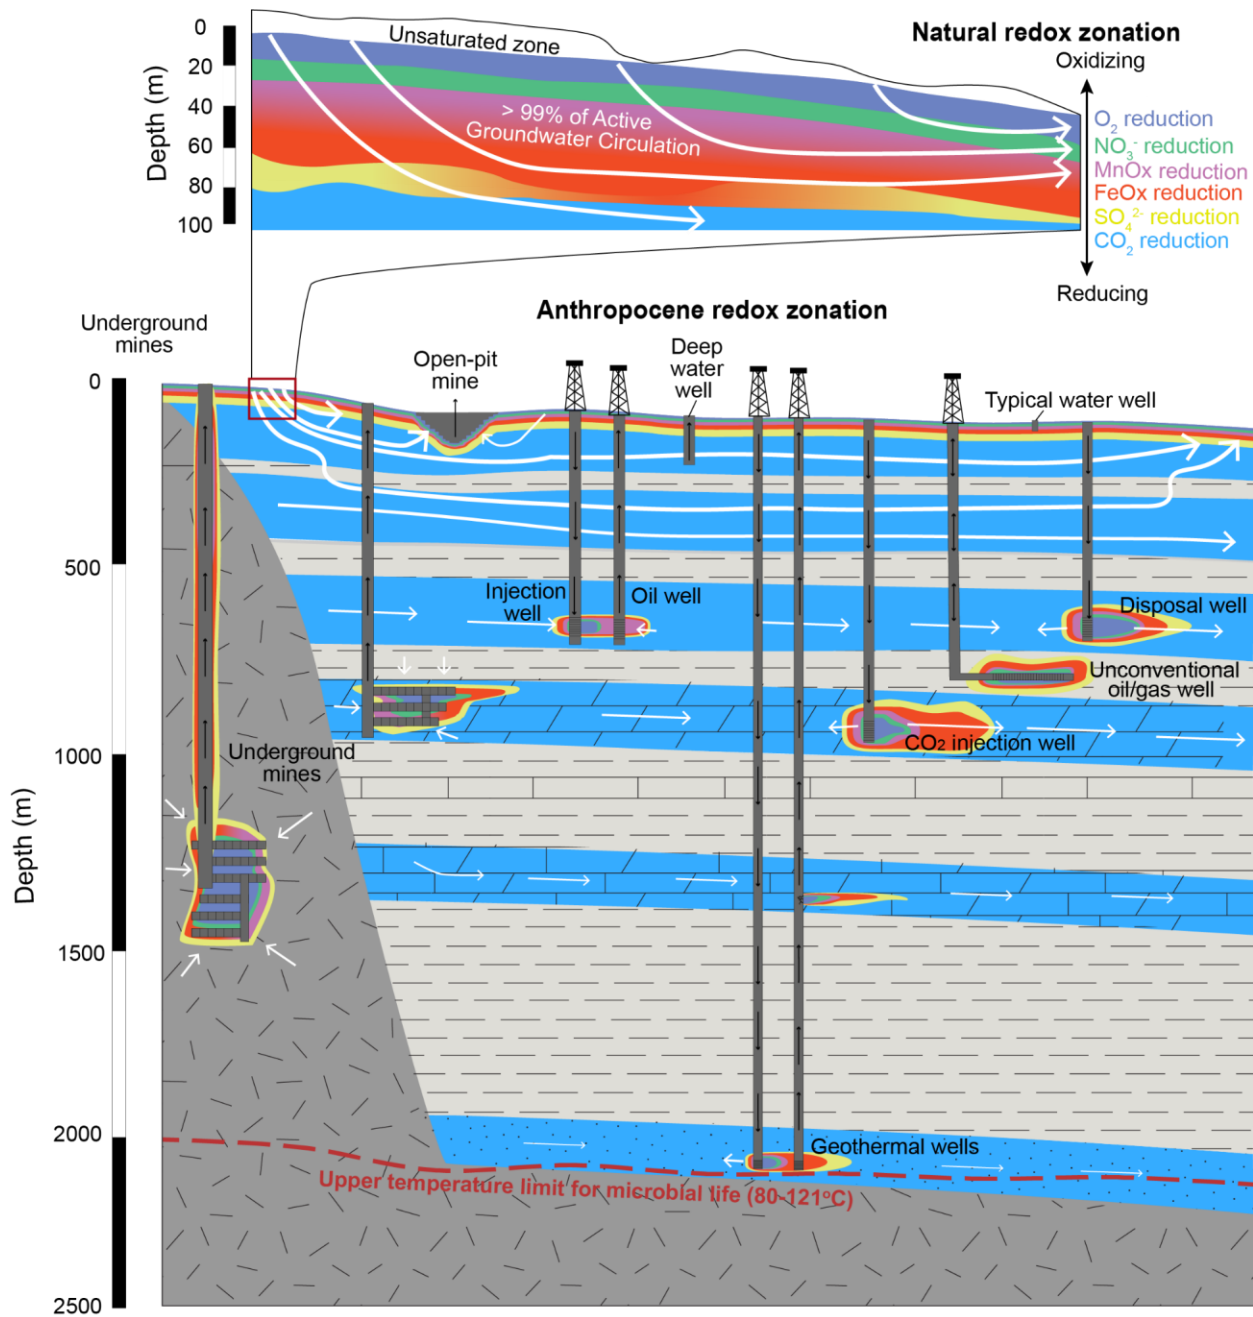 Natural redox zonation
Oxidizing
Depth (m)
0
20
40
60
80
100
Unsaturated zone
> 99% of Active
Groundwater Circulation
O₂ reduction
NO₃⁻ reduction
MnOx reduction
FeOx reduction
SO₄²⁻ reduction
CO₂ reduction
Reducing
Anthropocene redox zonation
Underground
mines
Open-pit
mine
Deep
water
well
Typical water well
Depth (m)
0
500
1000
1500
2000
2500
Injection
well
Oil well
Disposal well
Unconventional
oil/gas well
CO₂ injection well
Underground
mines
Geothermal wells
Upper temperature limit for microbial life (80-121°C)